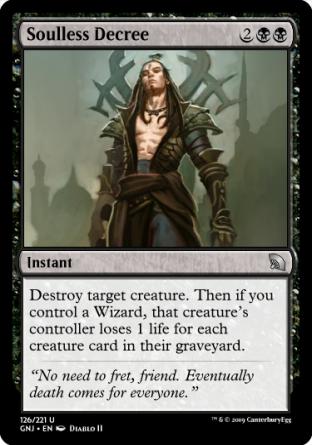 Soulless Decree 2
Instant
Destroy target creature. Then if you
control a Wizard, that creature's
controller loses 1 life for each
creature card in their graveyard.
“No need to fret, friend. Eventually
death comes for everyone.”
126/221 U
GNJ • EN DIABLO II
™ & © 2019 CanterburyEgg